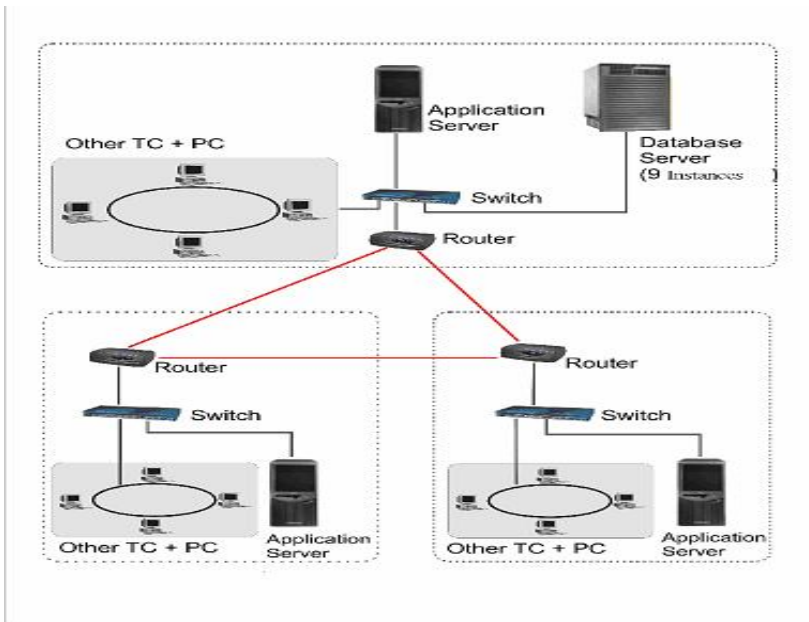 Application
Server
Other TC + PC
Database
Server
(9 Instances )
Switch
Router
Router
Router
Switch
Switch
Other TC + PC
Application
Server
Other TC + PC
Application
Server